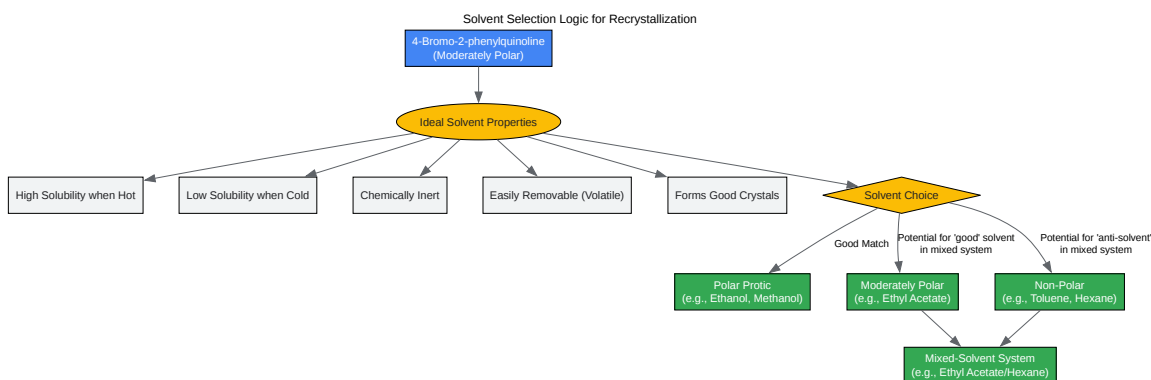 Solvent Selection Logic for Recrystallization
4-Bromo-2-phenylquinoline
(Moderately Polar)
Ideal Solvent Properties
High Solubility when Hot
Low Solubility when Cold
Chemically Inert
Easily Removable (Volatile)
Forms Good Crystals
Solvent Choice
Good Match
Potential for 'good' solvent
in mixed system
Potential for 'anti-solvent'
in mixed system
Polar Protic
(e.g., Ethanol, Methanol)
Moderately Polar
(e.g., Ethyl Acetate)
Non-Polar
(e.g., Toluene, Hexane)
Mixed-Solvent System
(e.g., Ethyl Acetate/Hexane)